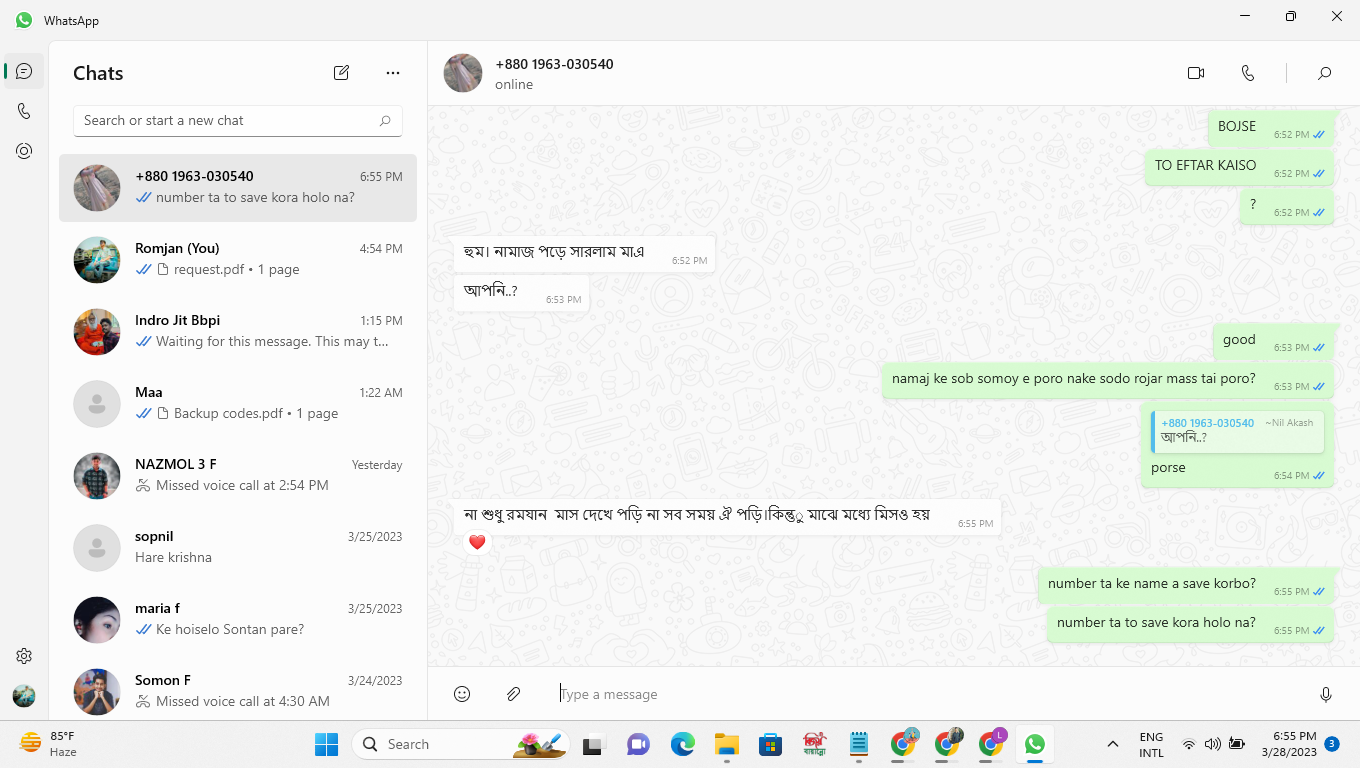 WhatsApp
Chats
Search or start a new chat
+880 1963-030540
6:55 PM
number ta to save kora holo na?
Romjan (You)
4:54 PM
request.pdf • 1 page
Indro Jit Bbpi
1:15 PM
Waiting for this message. This may t...
Maa
1:22 AM
Backup codes.pdf • 1 page
NAZMOL 3 F
Yesterday
Missed voice call at 2:54 PM
sopnil
3/25/2023
Hare krishna
maria f
3/25/2023
Ke hoiselo Sontan pare?
Somon F
3/24/2023
Missed voice call at 4:30 AM
+880 1963-030540
online
BOJSE
6:52 PM
TO EFTAR KAISO
6:52 PM
?
6:52 PM
হুম। নামাজ পড়ে সারলাম মাএ
6:52 PM
আপনি..?
6:53 PM
good
6:53 PM
namaj ke sob somoy e poro nake sodo rojar mass tai poro?
6:53 PM
+880 1963-030540 ~Nil Akash
আপনি..?
porse
6:54 PM
না শুধু রমযান মাস দেখে পড়ি না সব সময় ঐ পড়ি।কিন্তুু মাঝে মধ্যে মিসও হয়
6:55 PM
number ta ke name a save korbo?
6:55 PM
number ta to save kora holo na?
6:55 PM
Type a message
85°F
Haze
Search
L
ENG
INTL
6:55 PM
3/28/2023
3